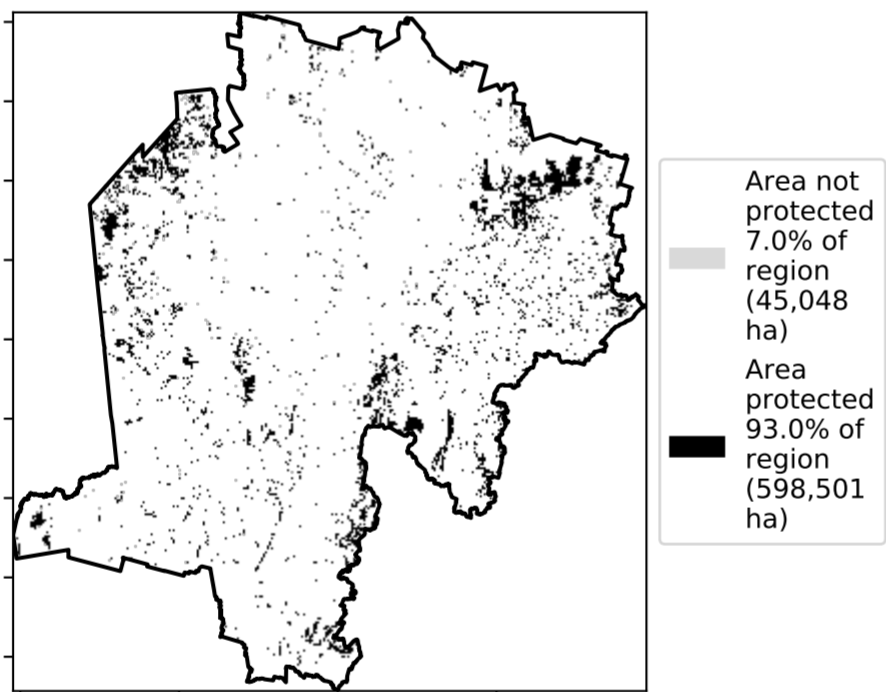 Area not
protected
7.0% of
region
(45,048
ha)
Area
protected
93.0% of
region
(598,501
ha)